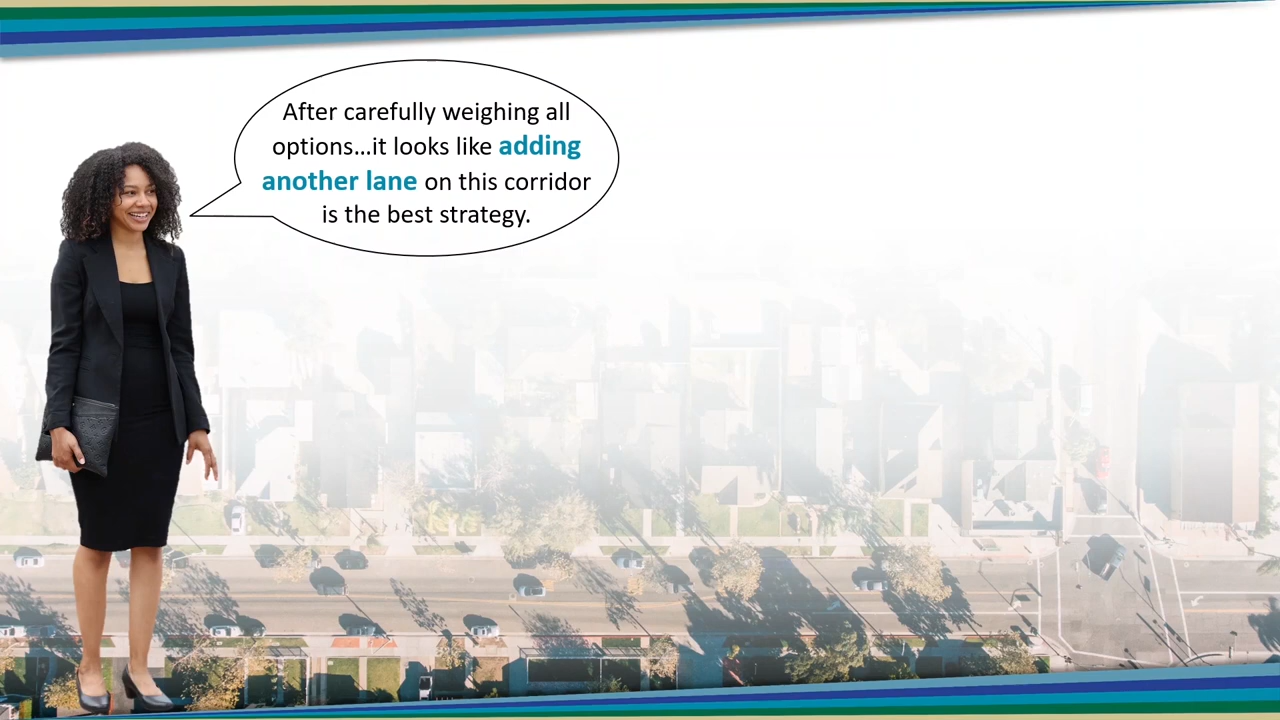 After carefully weighing all
options...it looks like adding
another lane on this corridor
is the best strategy.